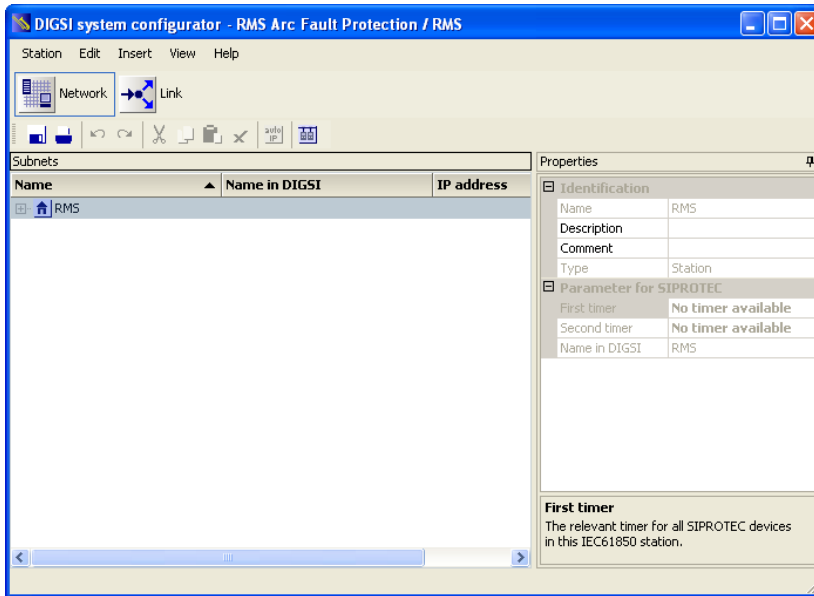 DIGSI system configurator - RMS Arc Fault Protection / RMS
Station Edit Insert View Help
Network Link
auto IP
Subnets
Name Name in DIGSI IP address
RMS
Properties
Identification
Name RMS
Description
Comment
Type Station
Parameter for SIPROTEC
First timer No timer available
Second timer No timer available
Name in DIGSI RMS
First timer
The relevant timer for all SIPROTEC devices
in this IEC61850 station.